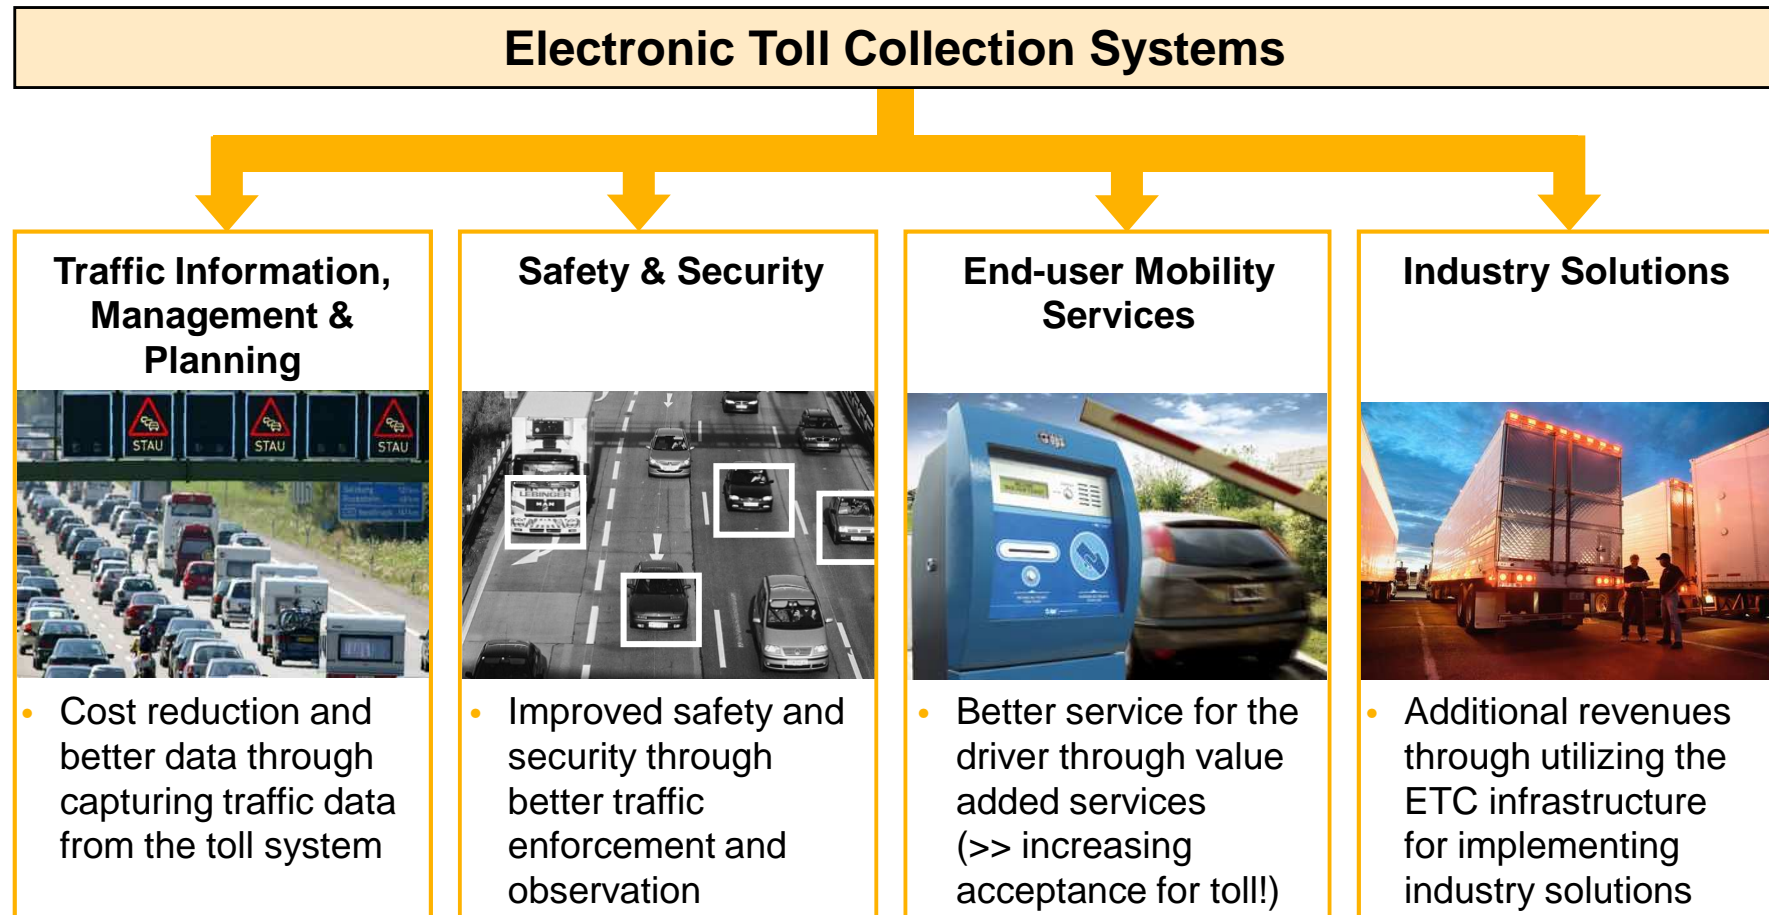 Electronic Toll Collection Systems
Traffic Information,
Management &
Planning
STAU
STAU
STAU
• Cost reduction and
better data through
capturing traffic data
from the toll system
Safety & Security
LEBINGER
MAN
• Improved safety and
security through
better traffic
enforcement and
observation
End-user Mobility
Services
• Better service for the
driver through value
added services
(>> increasing
acceptance for toll!)
Industry Solutions
• Additional revenues
through utilizing the
ETC infrastructure
for implementing
industry solutions